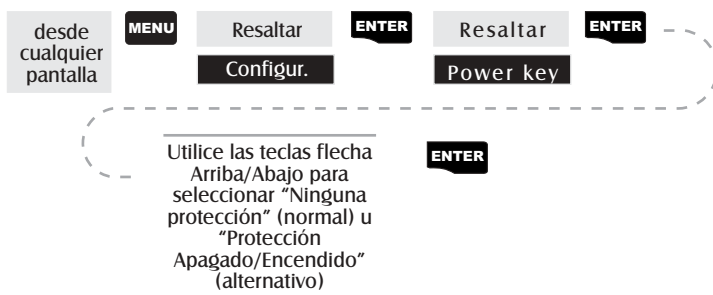 desde
cualquier
pantalla
MENU
Resaltar
Configur.
ENTER
Resaltar
Power key
ENTER
Utilice las teclas flecha
Arriba/Abajo para
seleccionar “Ninguna
protección” (normal) u
“Protección
Apagado/Encendido”
(alternativo)
ENTER